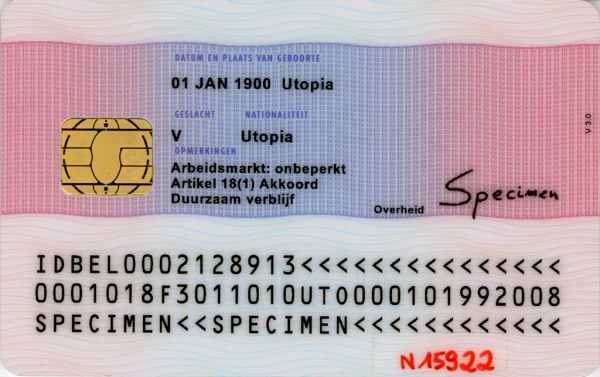 DATUM EN PLAATS VAN GEBOORTE
01 JAN 1900 Utopia
GESLACHT NATIONALITEIT
V Utopia
OPMERKINGEN
Arbeidsmarkt: onbeperkt
Artikel 18(1) Akkoord
Duurzaam verblijf
Overheid Specimen
V 3.0
IDBEL0002128913<<<<<<<<<<<<<<<
0001018F3011010UTO0000101992008
SPECIMEN<<SPECIMEN<<<<<<<<<<<<
N15922